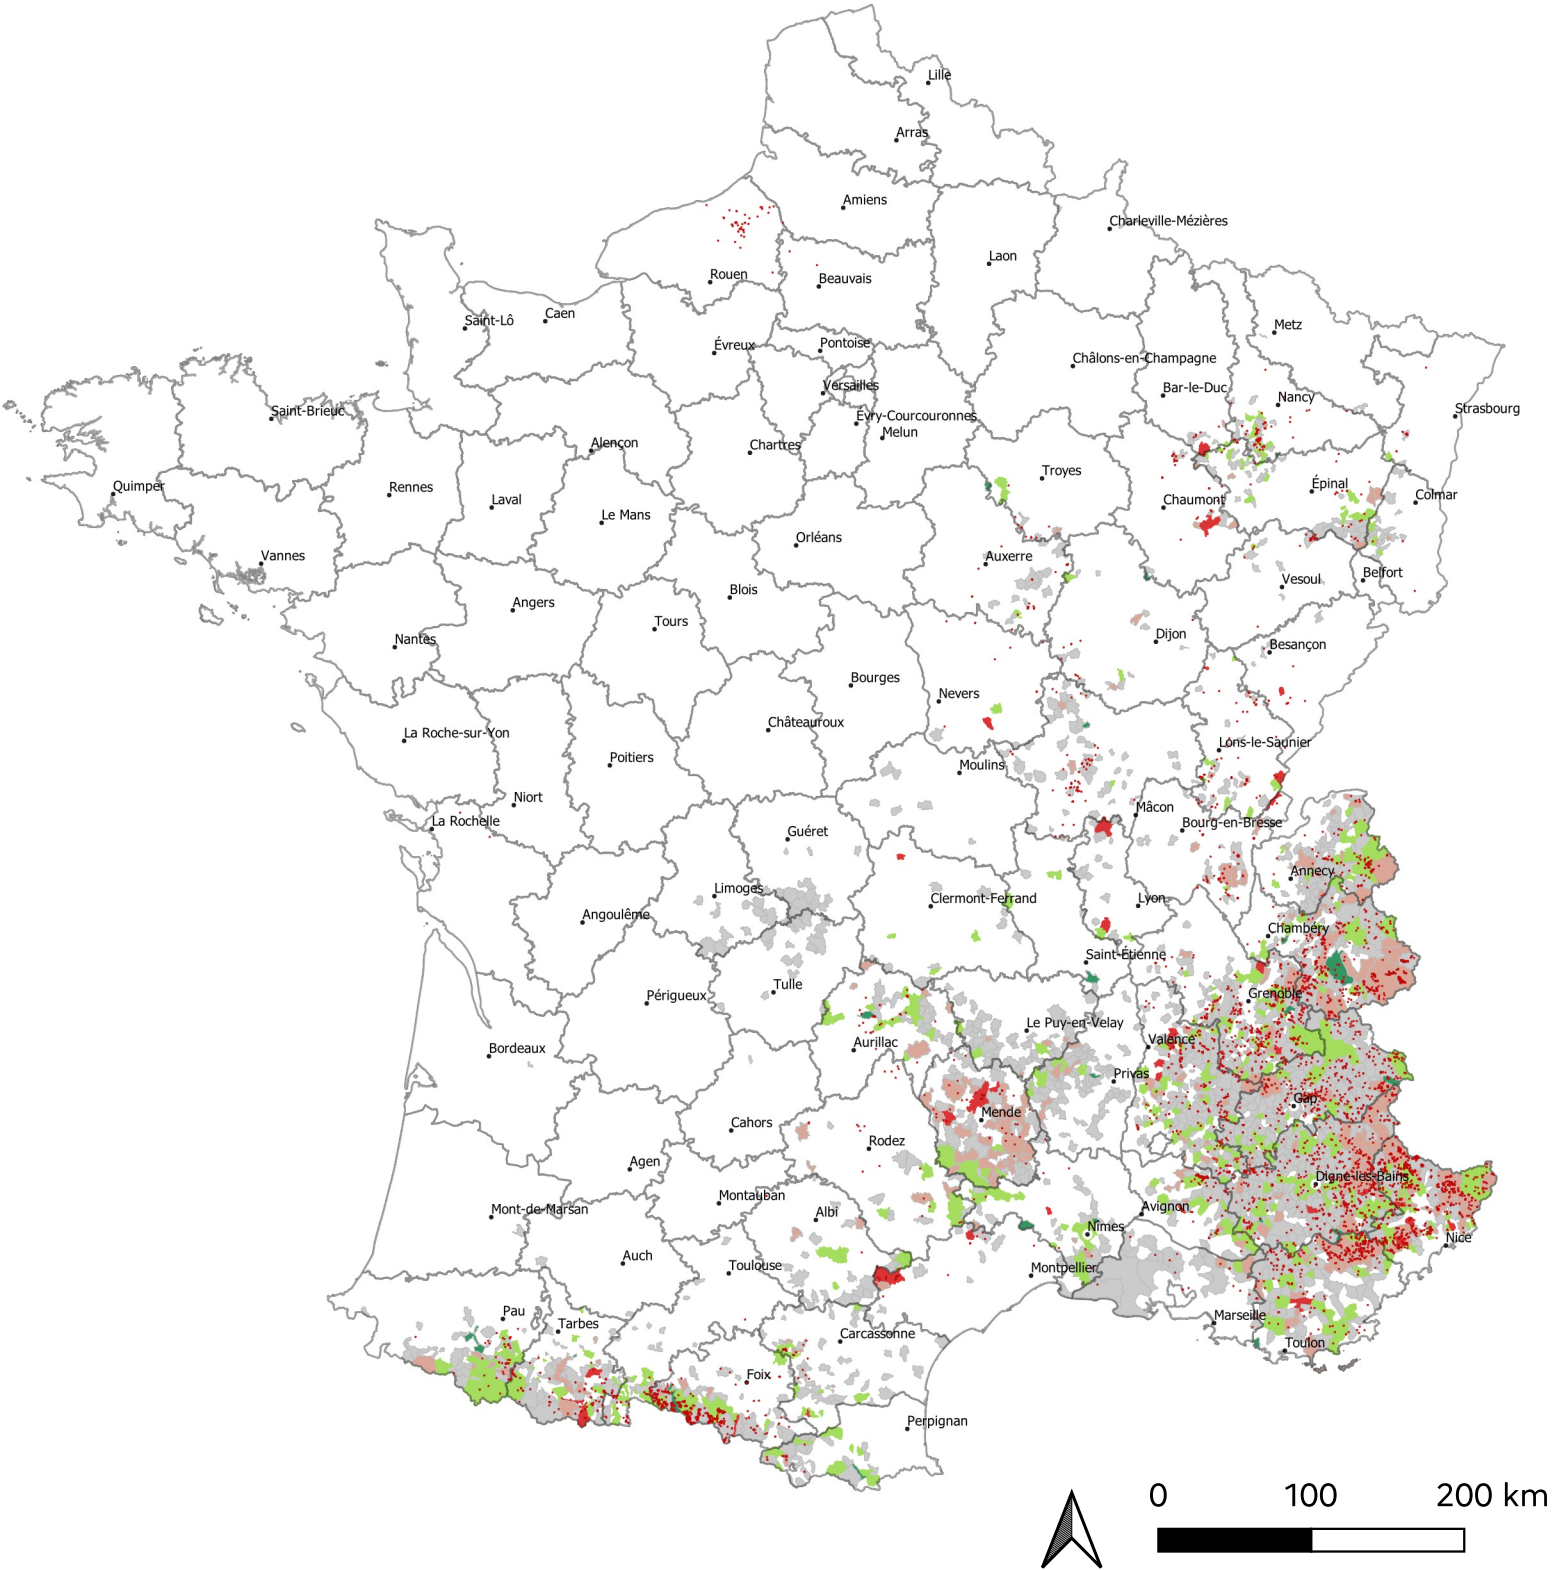 Lille
Arras
Amiens
Charleville-Mézières
Laon
Rouen
Beauvais
Saint-Lô
Caen
Metz
Évreux
Pontoise
Châlons-en-Champagne
Versailles
Bar-le-Duc
Nancy
Saint-Brieuc
Évry-Courcouronnes
Strasbourg
Melun
Alençon
Chartres
Troyes
Quimper
Rennes
Épinal
Laval
Chaumont
Colmar
Le Mans
Orléans
Vannes
Auxerre
Belfort
Vesoul
Blois
Angers
Tours
Dijon
Nantes
Besançon
Bourges
Nevers
Châteauroux
La Roche-sur-Yon
Lons-le-Saunier
Poitiers
Moulins
Niort
Mâcon
La Rochelle
Bourg-en-Bresse
Guéret
Annecy
Limoges
Clermont-Ferrand
Lyon
Angoulême
Chambéry
Saint-Étienne
Tulle
Périgueux
Grenoble
Le Puy-en-Velay
Aurillac
Valence
Bordeaux
Privas
Gap
Mende
Cahors
Rodez
Agen
Digne-les-Bains
Montauban
Mont-de-Marsan
Albi
Avignon
Nîmes
Nice
Auch
Toulouse
Montpellier
Pau
Tarbes
Marseille
Carcassonne
Toulon
Foix
Perpignan
0 100 200 km